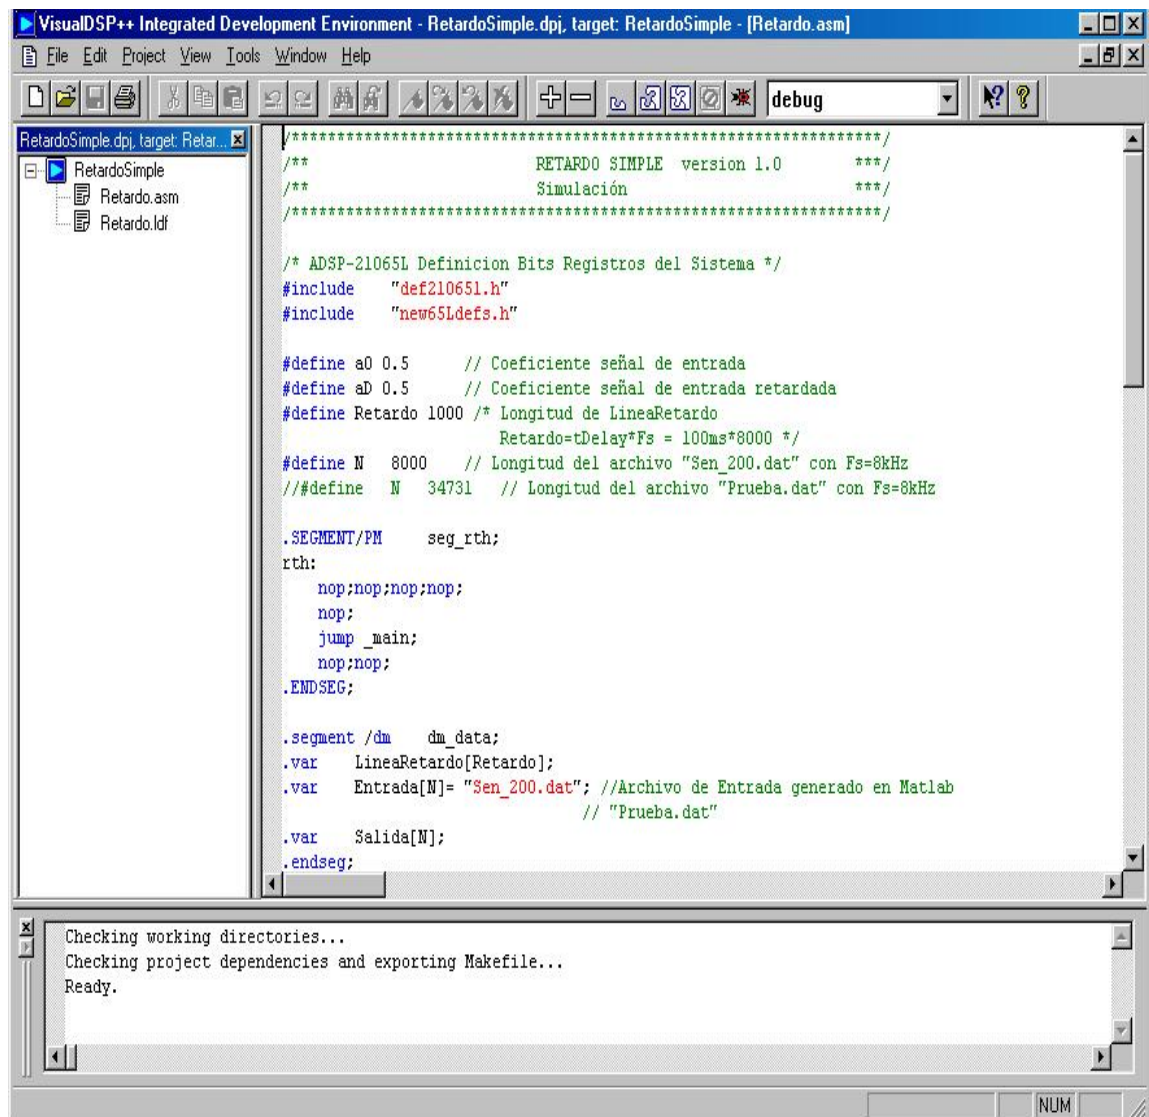 VisualDSP++ Integrated Development Environment - RetardoSimple.dpj, target: RetardoSimple - [Retardo.asm]
File Edit Project View Tools Window Help
debug
RetardoSimple.dpj, target: Retar...
RetardoSimple
Retardo.asm
Retardo.ldf
/*****************************************************************/
/** RETARDO SIMPLE version 1.0 ***/
/** Simulación ***/
/*****************************************************************/
/* ADSP-21065L Definicion Bits Registros del Sistema */
#include "def21065l.h"
#include "new65Ldefs.h"
#define a0 0.5 // Coeficiente señal de entrada
#define aD 0.5 // Coeficiente señal de entrada retardada
#define Retardo 1000 /* Longitud de LineaRetardo
Retardo=tDelay*Fs = 100ms*8000 */
#define N 8000 // Longitud del archivo "Sen_200.dat" con Fs=8kHz
//#define N 34731 // Longitud del archivo "Prueba.dat" con Fs=8kHz
.SEGMENT/PM seg_rth;
rth:
nop;nop;nop;nop;
nop;
jump _main;
nop;nop;
.ENDSEG;
.segment /dm dm_data;
.var LineaRetardo[Retardo];
.var Entrada[N]= "Sen_200.dat"; //Archivo de Entrada generado en Matlab
// "Prueba.dat"
.var Salida[N];
.endseg;
Checking working directories...
Checking project dependencies and exporting Makefile...
Ready.
NUM